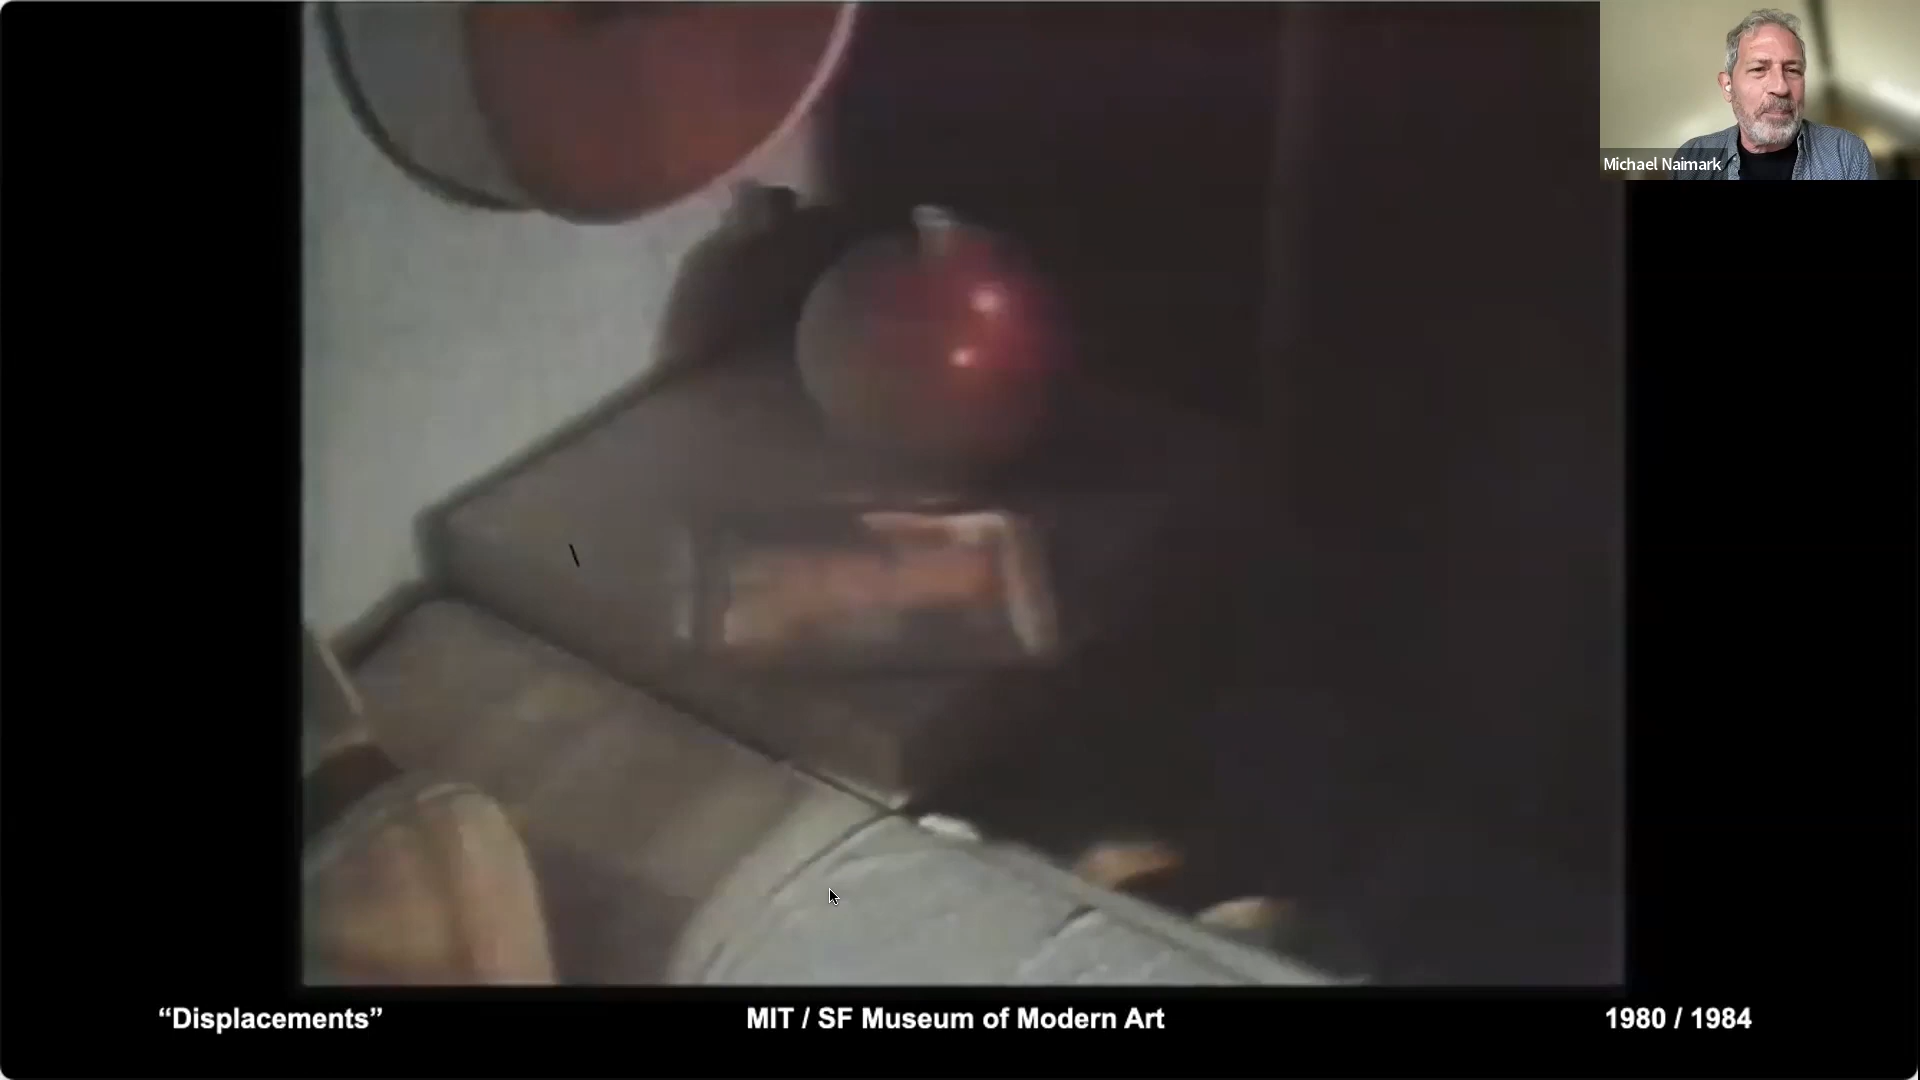 Michael Naimark
“Displacements”
MIT / SF Museum of Modern Art
1980 / 1984